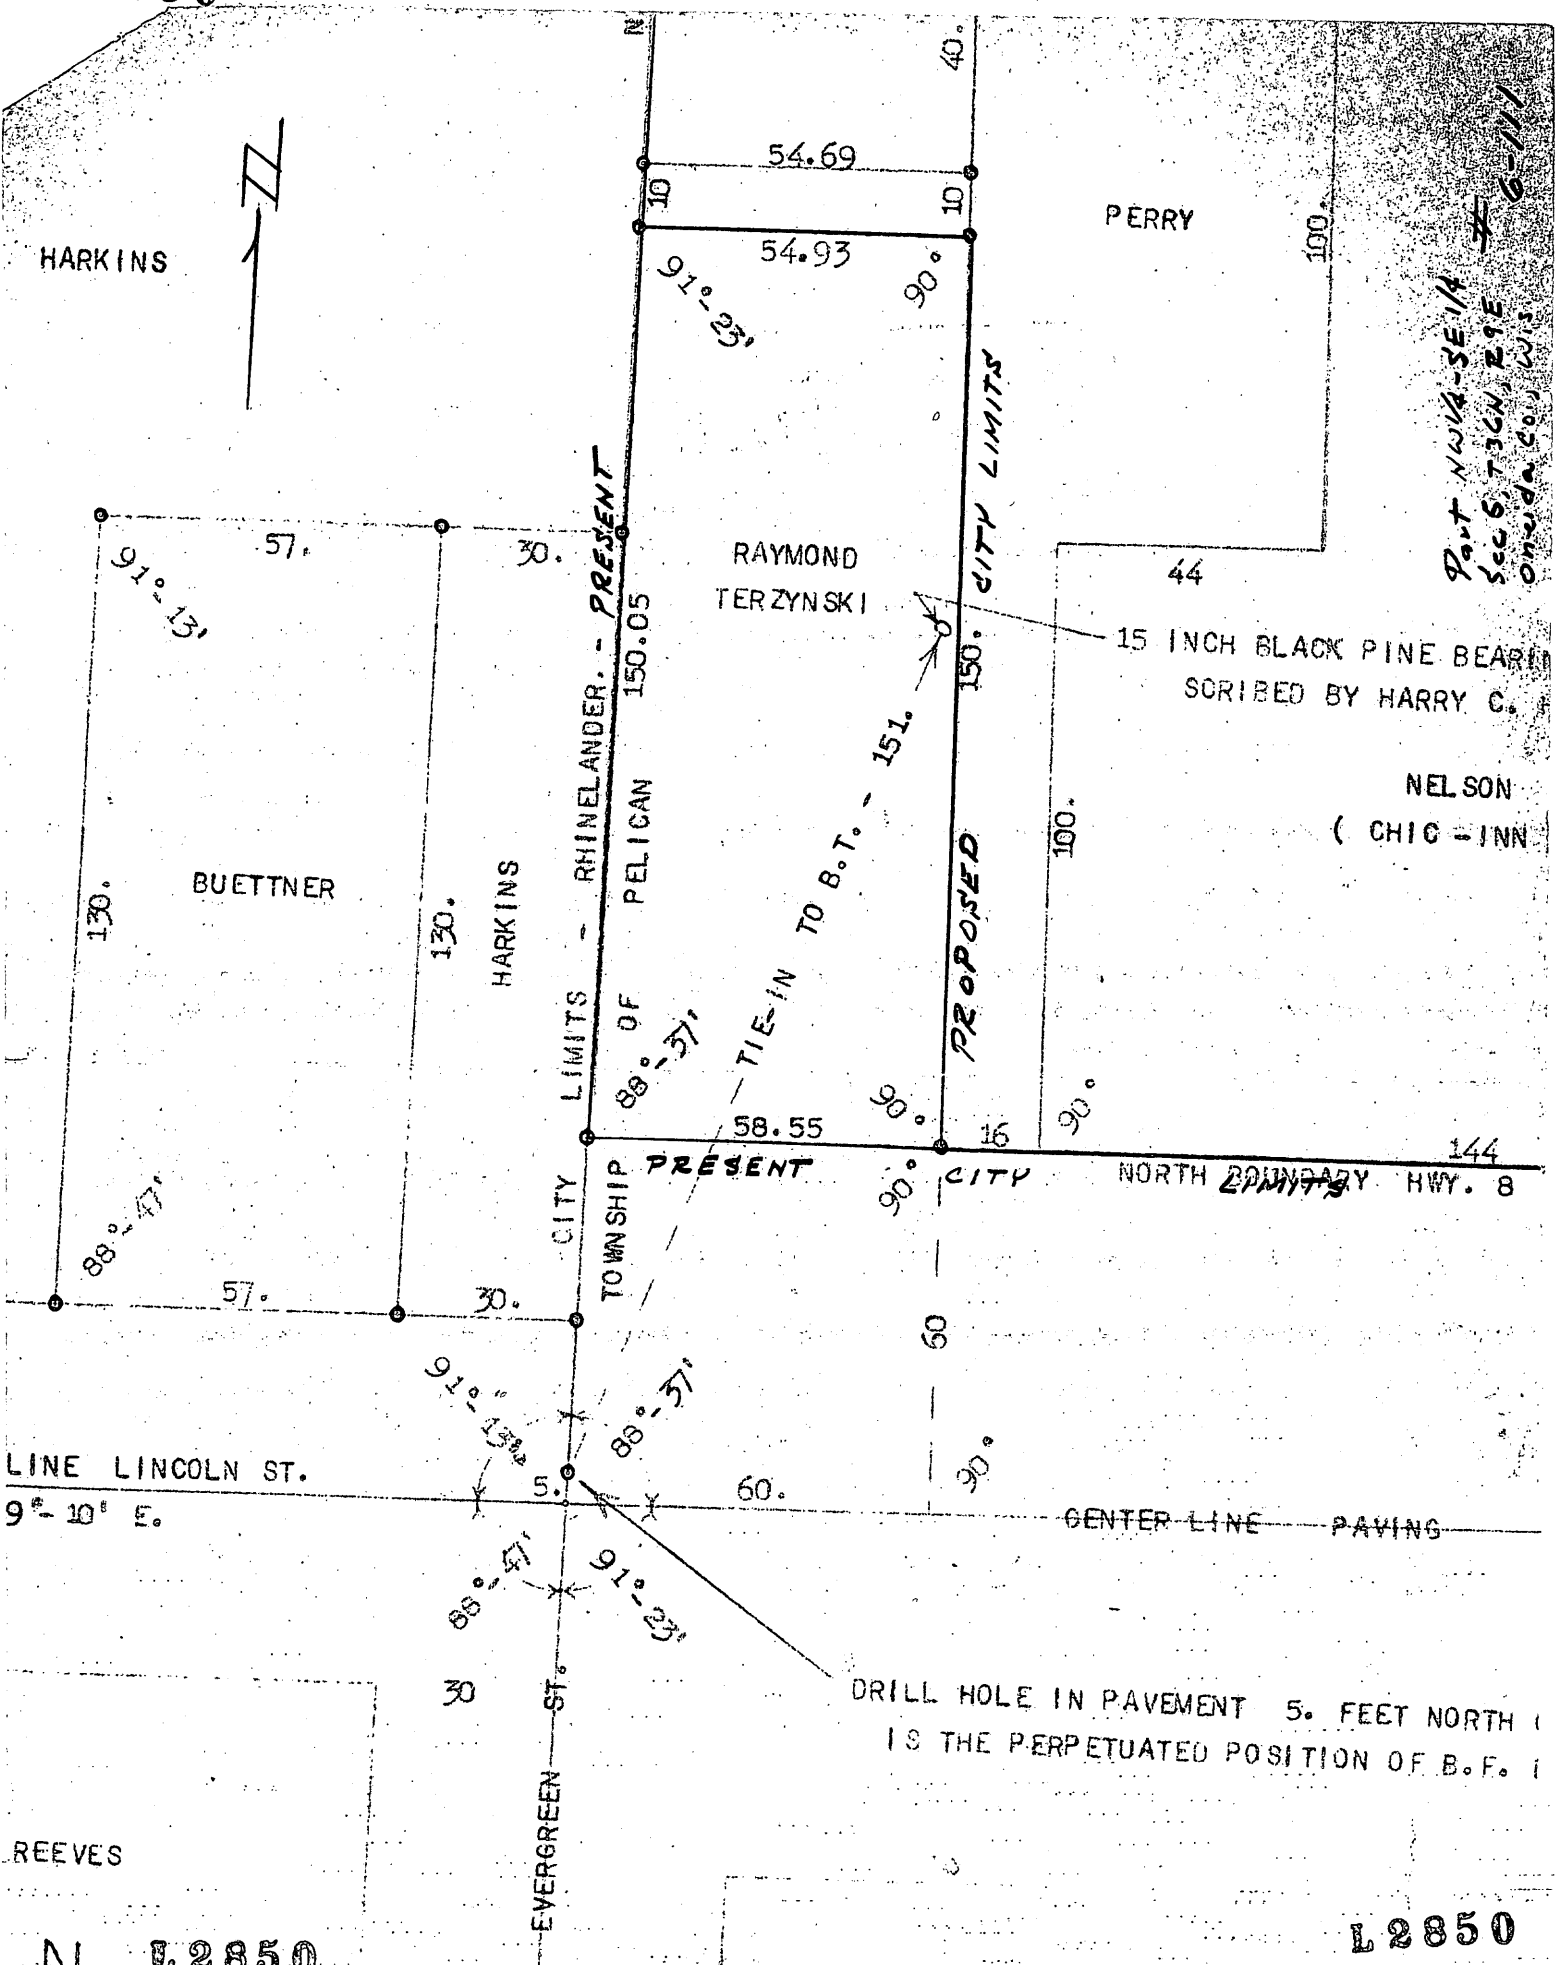 N
40.
54.69
10
10
54.93
91°-23'
90°
HARKINS
PERRY
100.
Part NW1/4-SE1/4 # 6-111
Sec 6, T36N, R9E
Oneida Co., Wis
57.
30.
91°-13'
RAYMOND
TERZYNSKI
44
15 INCH BLACK PINE
SCRIBED BY HARRY C.
CITY LIMITS - RHINELANDER. - PRESENT
150.05
TOWNSHIP OF PELICAN
PROPOSED CITY LIMITS
150.
TIE-IN TO B.T. - 151.
NELSON
( CHIC-INN
100.
BUETTNER
HARKINS
130.
130.
88°-37'
90°
90°
58.55
16
144
PRESENT CITY LIMITS
NORTH BOUNDARY HWY. 8
90°
88°-47'
57.
30.
60
91°-13'
88°-37'
90°
LINE LINCOLN ST.
5.
60.
9°-10' E.
CENTER LINE PAVING
88°-47'
91°-23'
30
EVERGREEN ST.
DRILL HOLE IN PAVEMENT 5. FEET NORTH
IS THE PERPETUATED POSITION OF B.F.
REEVES
L2850
N L2850